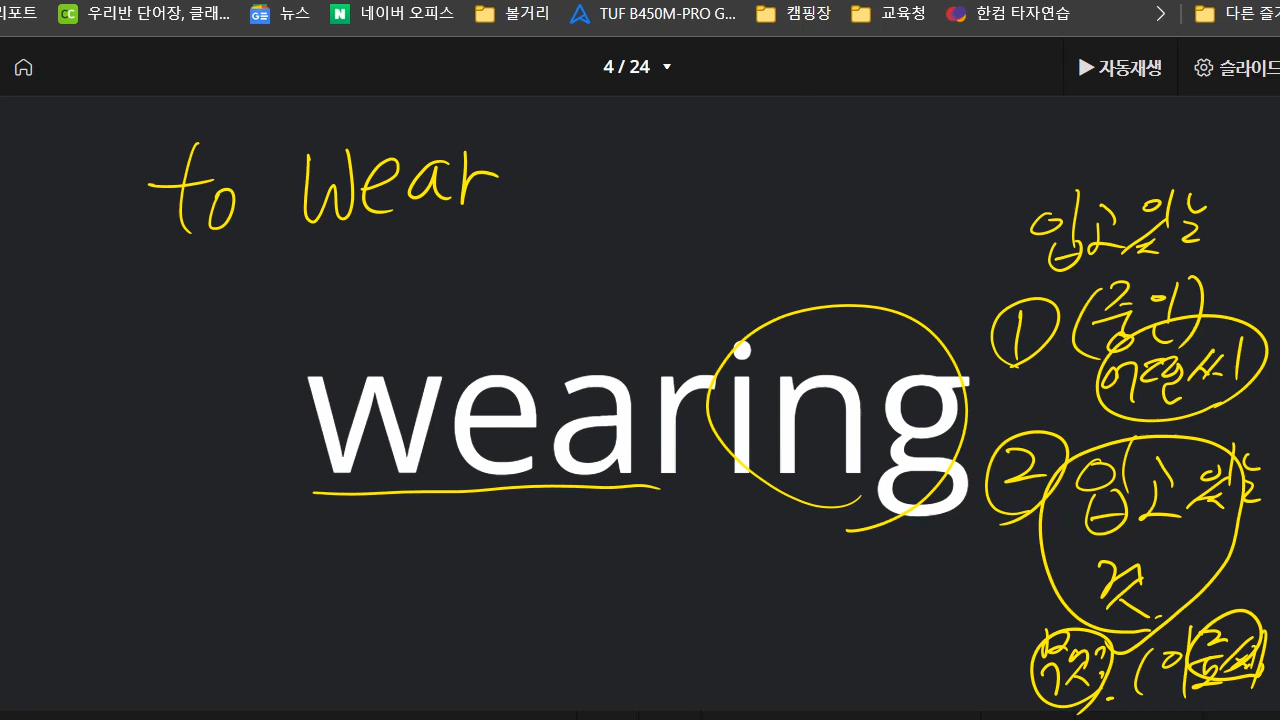 리포트 우리반 단어장, 클래... 뉴스 네이버 오피스 볼거리 TUF B450M-PRO G... 캠핑장 교육청 한컴 타자연습 다른 즐겨
4 / 24 자동재생 슬라이드
to wear
입고있는
① (중인)
어떤씨
wearing
② 입고 있는
것
무엇? (이름씨)